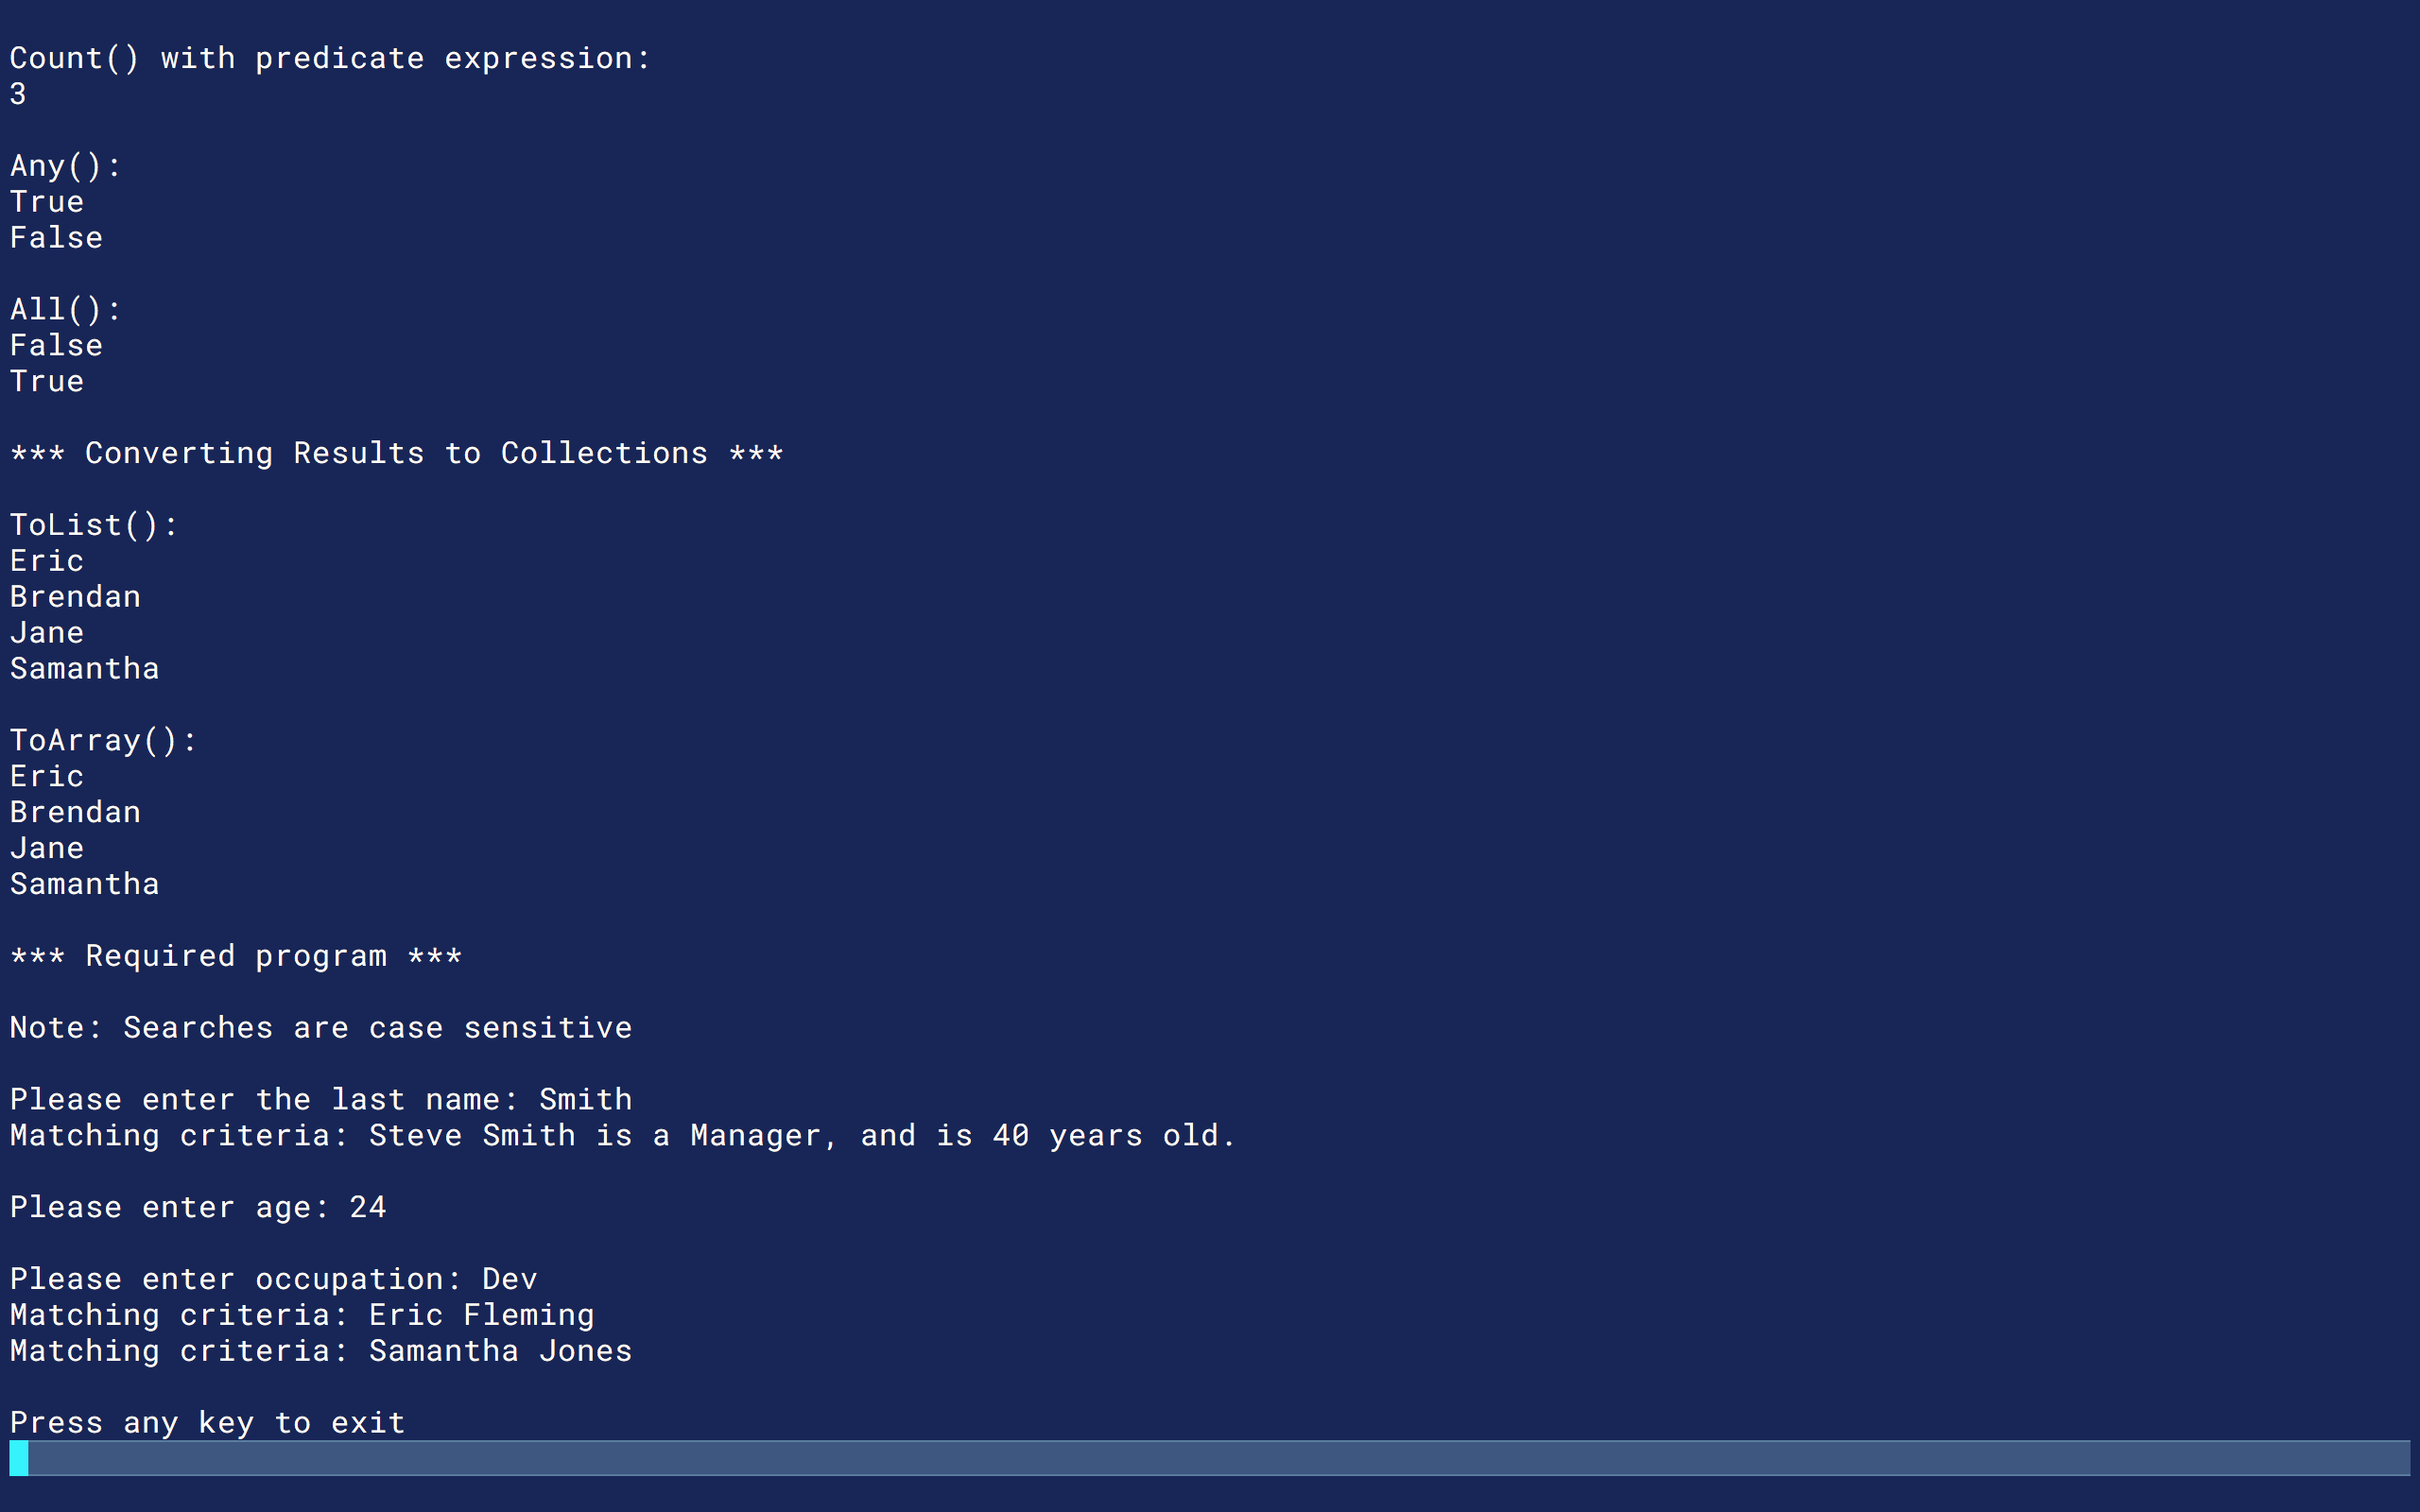 Count() with predicate expression:
3
Any():
True
False
All():
False
True
*** Converting Results to Collections ***
ToList():
Eric
Brendan
Jane
Samantha
ToArray():
Eric
Brendan
Jane
Samantha
*** Required program ***
Note: Searches are case sensitive
Please enter the last name: Smith
Matching criteria: Steve Smith is a Manager, and is 40 years old.
Please enter age: 24
Please enter occupation: Dev
Matching criteria: Eric Fleming
Matching criteria: Samantha Jones
Press any key to exit